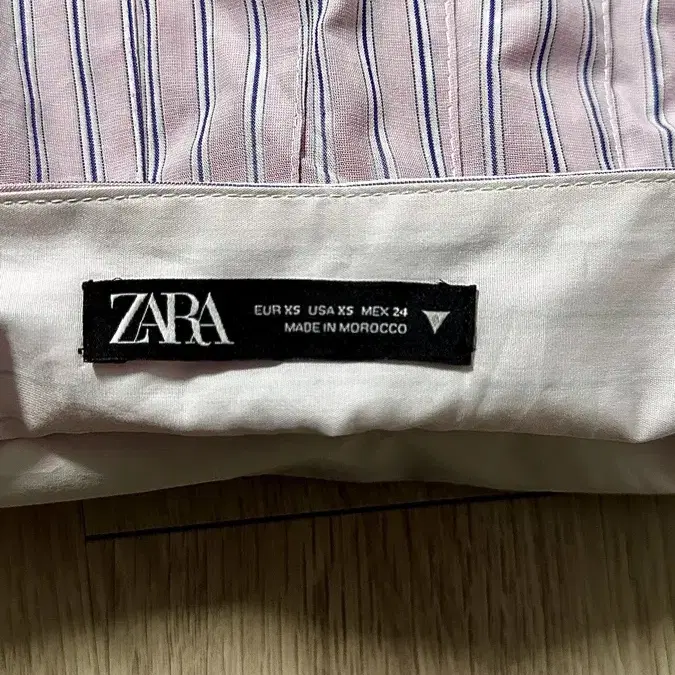 ZARA
EUR XS USA XS MEX 24
MADE IN MOROCCO